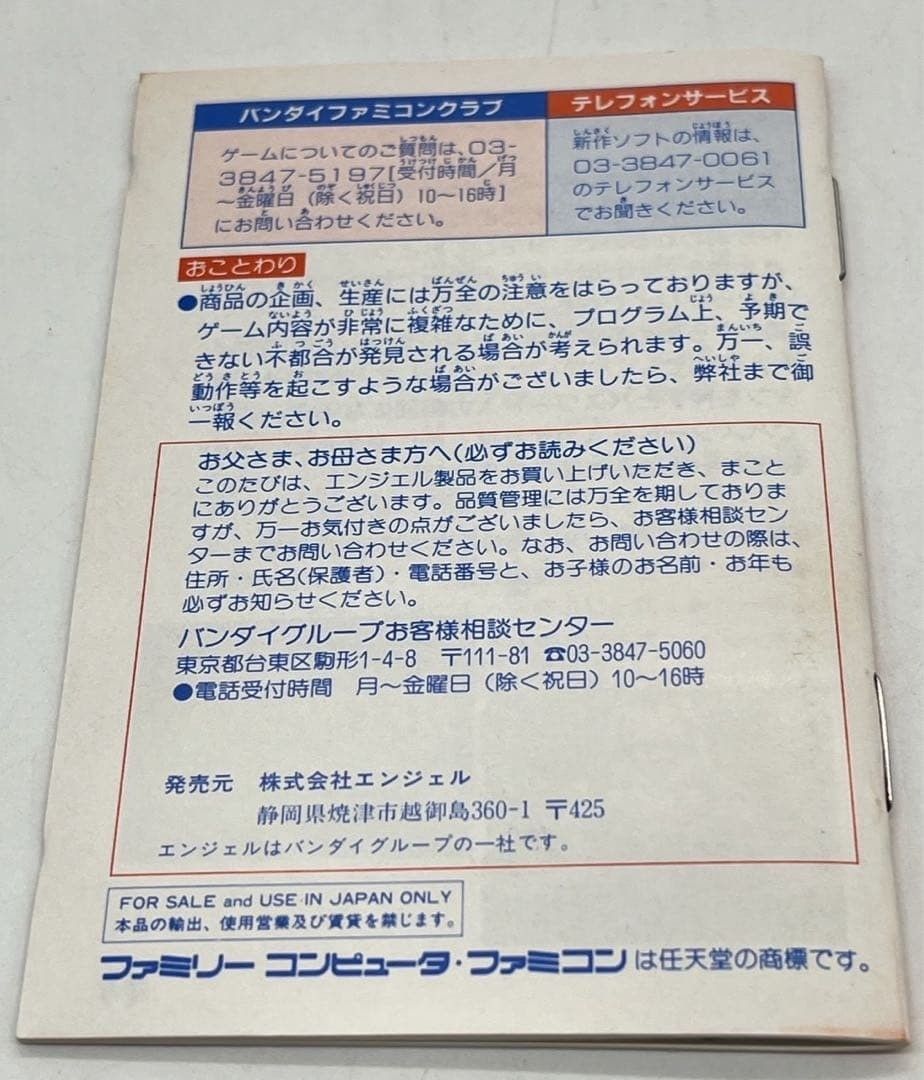 バンダイファミコンクラブ
ゲームについてのご質問は、03-
3847-5197[受付時間/月
～金曜日(除く祝日)10～16時]
にお問い合わせください。
テレフォンサービス
新作ソフトの情報は、
03-3847-0061
のテレフォンサービス
でお聞きください。
おことわり
●商品の企画、生産には万全の注意をはらっておりますが、
ゲーム内容が非常に複雑なために、プログラム上、予期で
きない不都合が発見される場合が考えられます。万一、誤
動作等を起こすような場合がございましたら、弊社まで御
一報ください。
お父さま、お母さま方へ(必ずお読みください)
このたびは、エンジェル製品をお買い上げいただき、まこと
にありがとうございます。品質管理には万全を期しておりま
すが、万一お気付きの点がございましたら、お客様相談セン
ターまでお問い合わせください。なお、お問い合わせの際は、
住所・氏名(保護者)・電話番号と、お子様のお名前・お年も
必ずお知らせください。
バンダイグループお客様相談センター
東京都台東区駒形1-4-8 〒111-81 ☎03-3847-5060
●電話受付時間 月～金曜日(除く祝日)10～16時
発売元 株式会社エンジェル
静岡県焼津市越御島360-1 〒425
エンジェルはバンダイグループの一社です。
FOR SALE and USE IN JAPAN ONLY
本品の輸出、使用営業及び賃貸を禁じます。
ファミリーコンピュータ・ファミコンは任天堂の商標です。